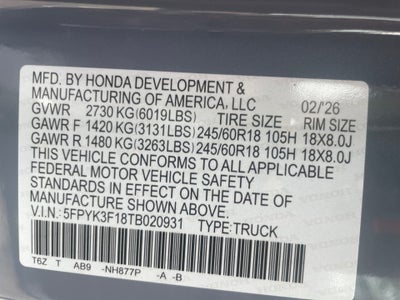 MFD. BY HONDA DEVELOPMENT &
MANUFACTURING OF AMERICA, LLC 02/'26
GVWR 2730 KG(6019LBS) TIRE SIZE RIM SIZE
GAWR F 1420 KG(3131LBS) 245/60R18 105H 18X8.0J
GAWR R 1480 KG(3263LBS) 245/60R18 105H 18X8.0J
THIS VEHICLE CONFORMS TO ALL APPLICABLE
FEDERAL MOTOR VEHICLE SAFETY
STANDARDS IN EFFECT ON THE DATE OF
MANUFACTURE SHOWN ABOVE.
V.I.N: 5FPYK3F18TB020931 TYPE:TRUCK
T6Z T AB9 -NH877P -A -B